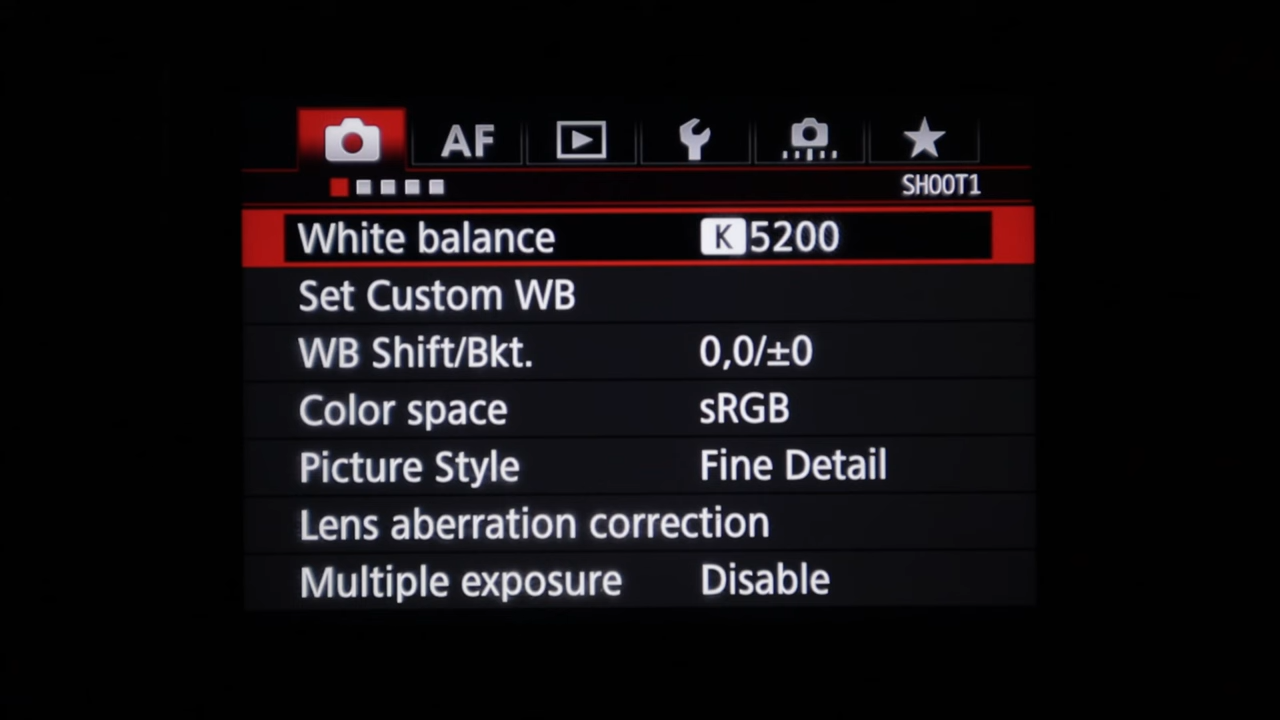 AF
SHOOT1
White balance K 5200
Set Custom WB
WB Shift/Bkt. 0,0/±0
Color space sRGB
Picture Style Fine Detail
Lens aberration correction
Multiple exposure Disable